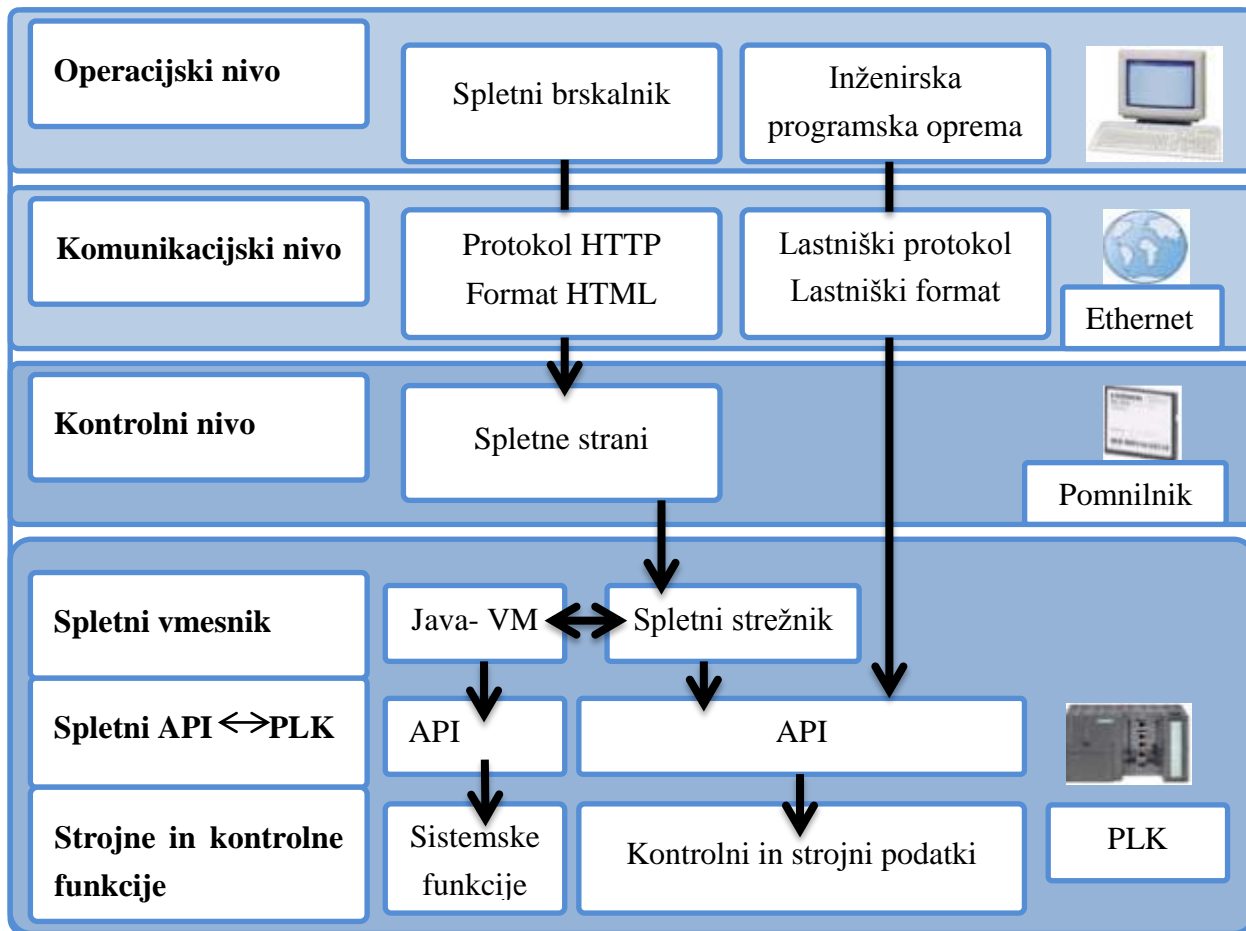 Operacijski nivo
Spletni brskalnik
Inženirska
programska oprema
Komunikacijski nivo
Protokol HTTP
Format HTML
Lastniški protokol
Lastniški format
Ethernet
Kontrolni nivo
Spletne strani
Pomnilnik
Spletni vmesnik
Java- VM
Spletni strežnik
Spletni API ↔PLK
API
API
Strojne in kontrolne
funkcije
Sistemske
funkcije
Kontrolni in strojni podatki
PLK